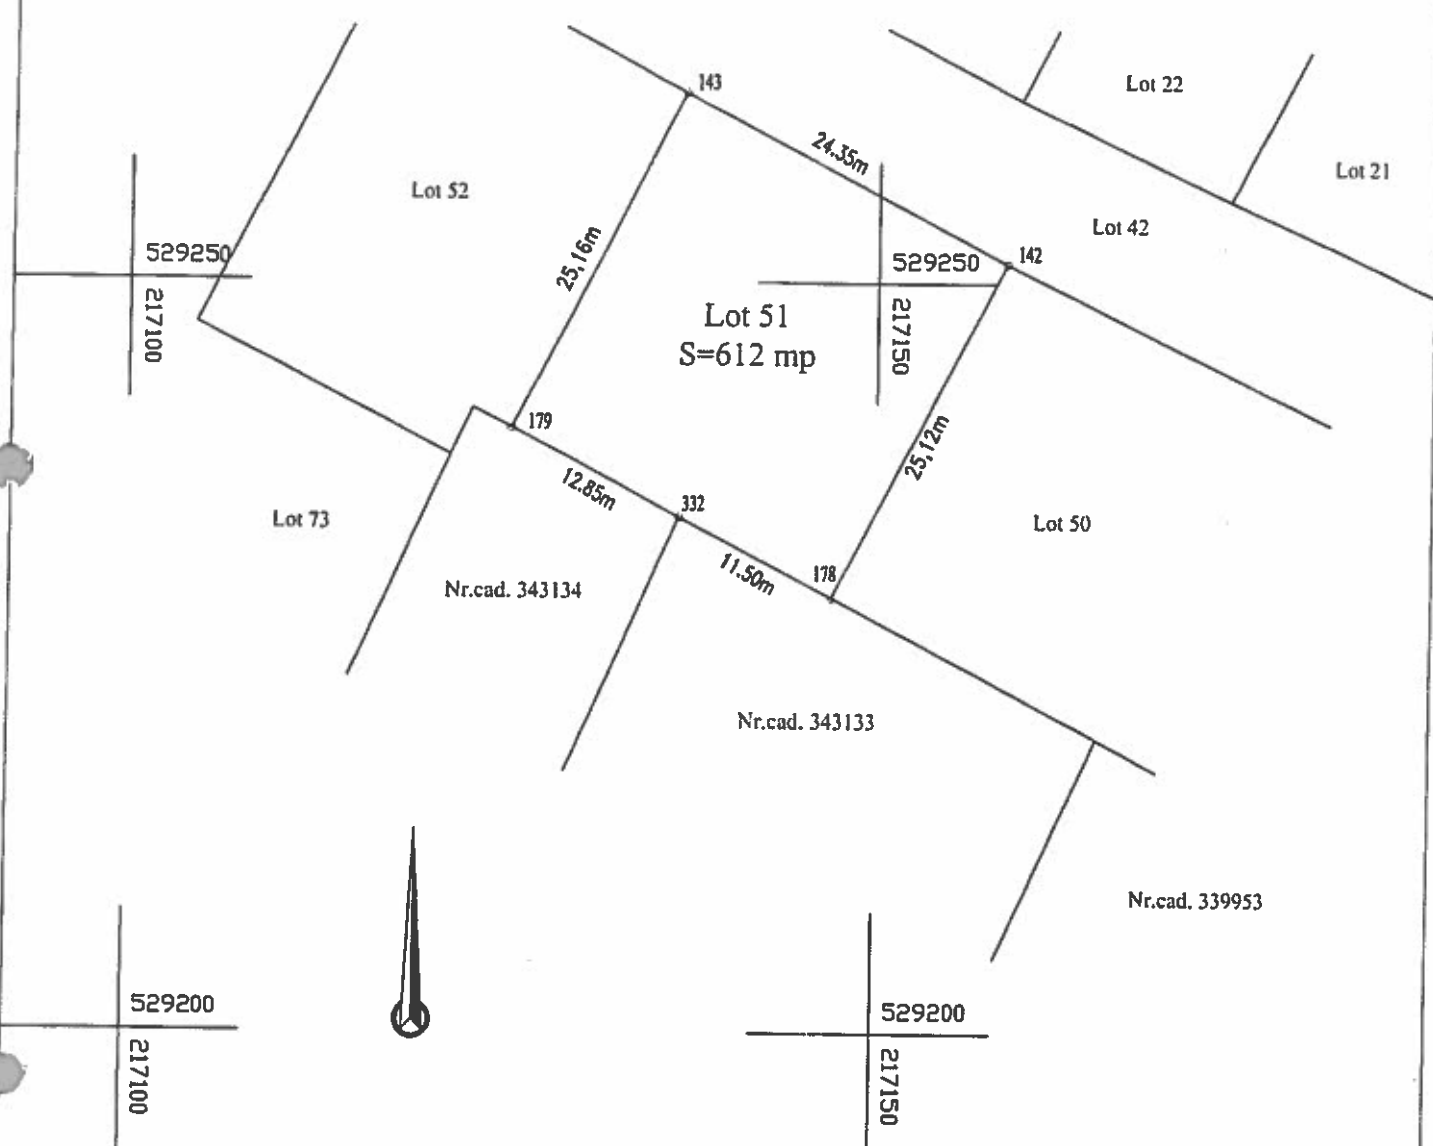 143
Lot 22
24.35m
Lot 21
Lot 52
Lot 42
529250
217100
25,16m
529250
217150
142
Lot 51
S=612 mp
179
25,12m
12.85m
332
Lot 73
Lot 50
11.50m
178
Nr.cad. 343134
Nr.cad. 343133
Nr.cad. 339953
529200
217100
529200
217150